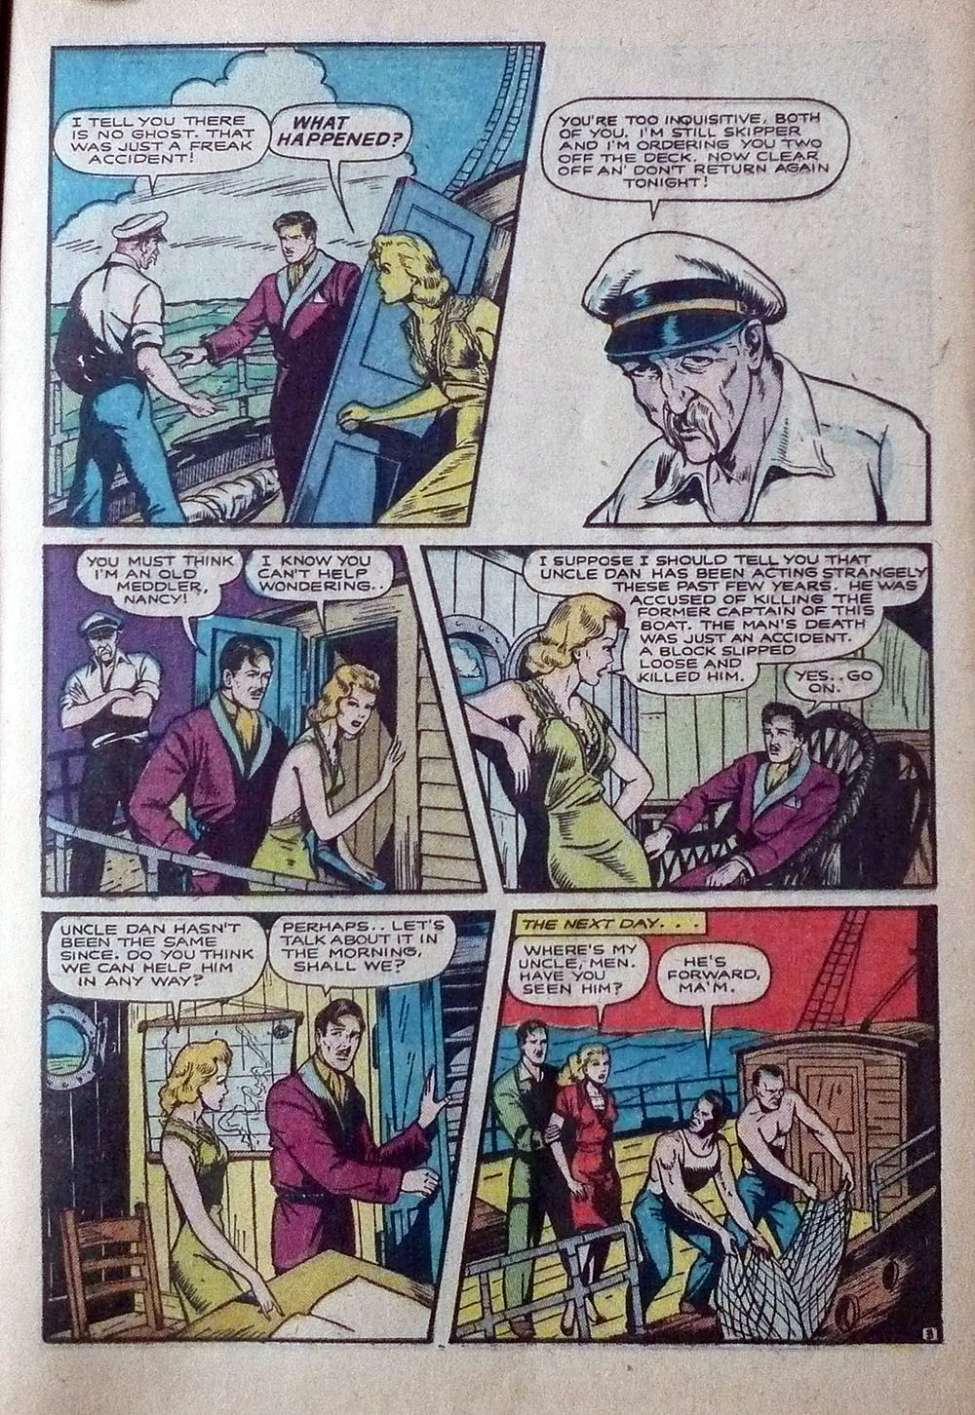 I TELL YOU THERE
IS NO GHOST. THAT
WAS JUST A FREAK
ACCIDENT!
WHAT
HAPPENED?
YOU'RE TOO INQUISITIVE, BOTH
OF YOU. I'M STILL SKIPPER
AND I'M ORDERING YOU TWO
OFF THE DECK. NOW CLEAR
OFF AN' DON'T RETURN AGAIN
TONIGHT!
YOU MUST THINK
I'M AN OLD
MEDDLER,
NANCY!
I KNOW YOU
CAN'T HELP
WONDERING..
I SUPPOSE I SHOULD TELL YOU THAT
UNCLE DAN HAS BEEN ACTING STRANGELY
THESE PAST FEW YEARS. HE WAS
ACCUSED OF KILLING THE
FORMER CAPTAIN OF THIS
BOAT. THE MAN'S DEATH
WAS JUST AN ACCIDENT.
A BLOCK SLIPPED
LOOSE AND
KILLED HIM.
YES.. GO
ON.
UNCLE DAN HASN'T
BEEN THE SAME
SINCE. DO YOU THINK
WE CAN HELP HIM
IN ANY WAY?
PERHAPS.. LET'S
TALK ABOUT IT IN
THE MORNING,
SHALL WE?
THE NEXT DAY. . . .
WHERE'S MY
UNCLE, MEN.
HAVE YOU
SEEN HIM?
HE'S
FORWARD,
MA'M.
3